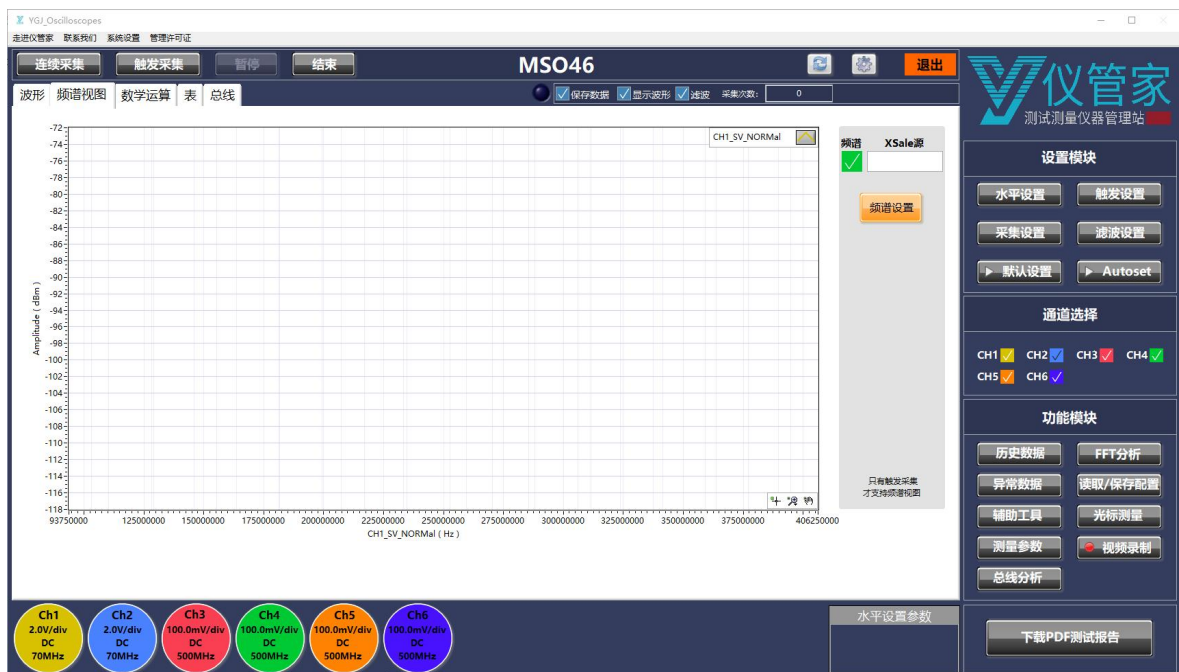 YGJ_Oscilloscopes
走进仪管家 联系我们 系统设置 管理许可证
连续采集 触发采集 暂停 结束 MSO46 退出
波形 频谱视图 数学运算 表 总线 保存数据 显示波形 滤波 采集次数: 0
仪管家
测试测量仪器管理站
CH1_SV_NORMal
频谱 XSale源
频谱设置
只有触发采集
才支持频谱视图
Amplitude ( dBm )
-72
-74
-76
-78
-80
-82
-84
-86
-88
-90
-92
-94
-96
-98
-100
-102
-104
-106
-108
-110
-112
-114
-116
-118
93750000 125000000 150000000 175000000 200000000 225000000 250000000 275000000 300000000 325000000 350000000 375000000 406250000
CH1_SV_NORMal ( Hz )
设置模块
水平设置 触发设置
采集设置 滤波设置
默认设置 Autoset
通道选择
CH1 CH2 CH3 CH4
CH5 CH6
功能模块
历史数据 FFT分析
异常数据 读取/保存配置
辅助工具 光标测量
测量参数 视频录制
总线分析
Ch1
2.0V/div
DC
70MHz
Ch2
2.0V/div
DC
70MHz
Ch3
100.0mV/div
DC
500MHz
Ch4
100.0mV/div
DC
500MHz
Ch5
100.0mV/div
DC
500MHz
Ch6
100.0mV/div
DC
500MHz
水平设置参数
下载PDF测试报告